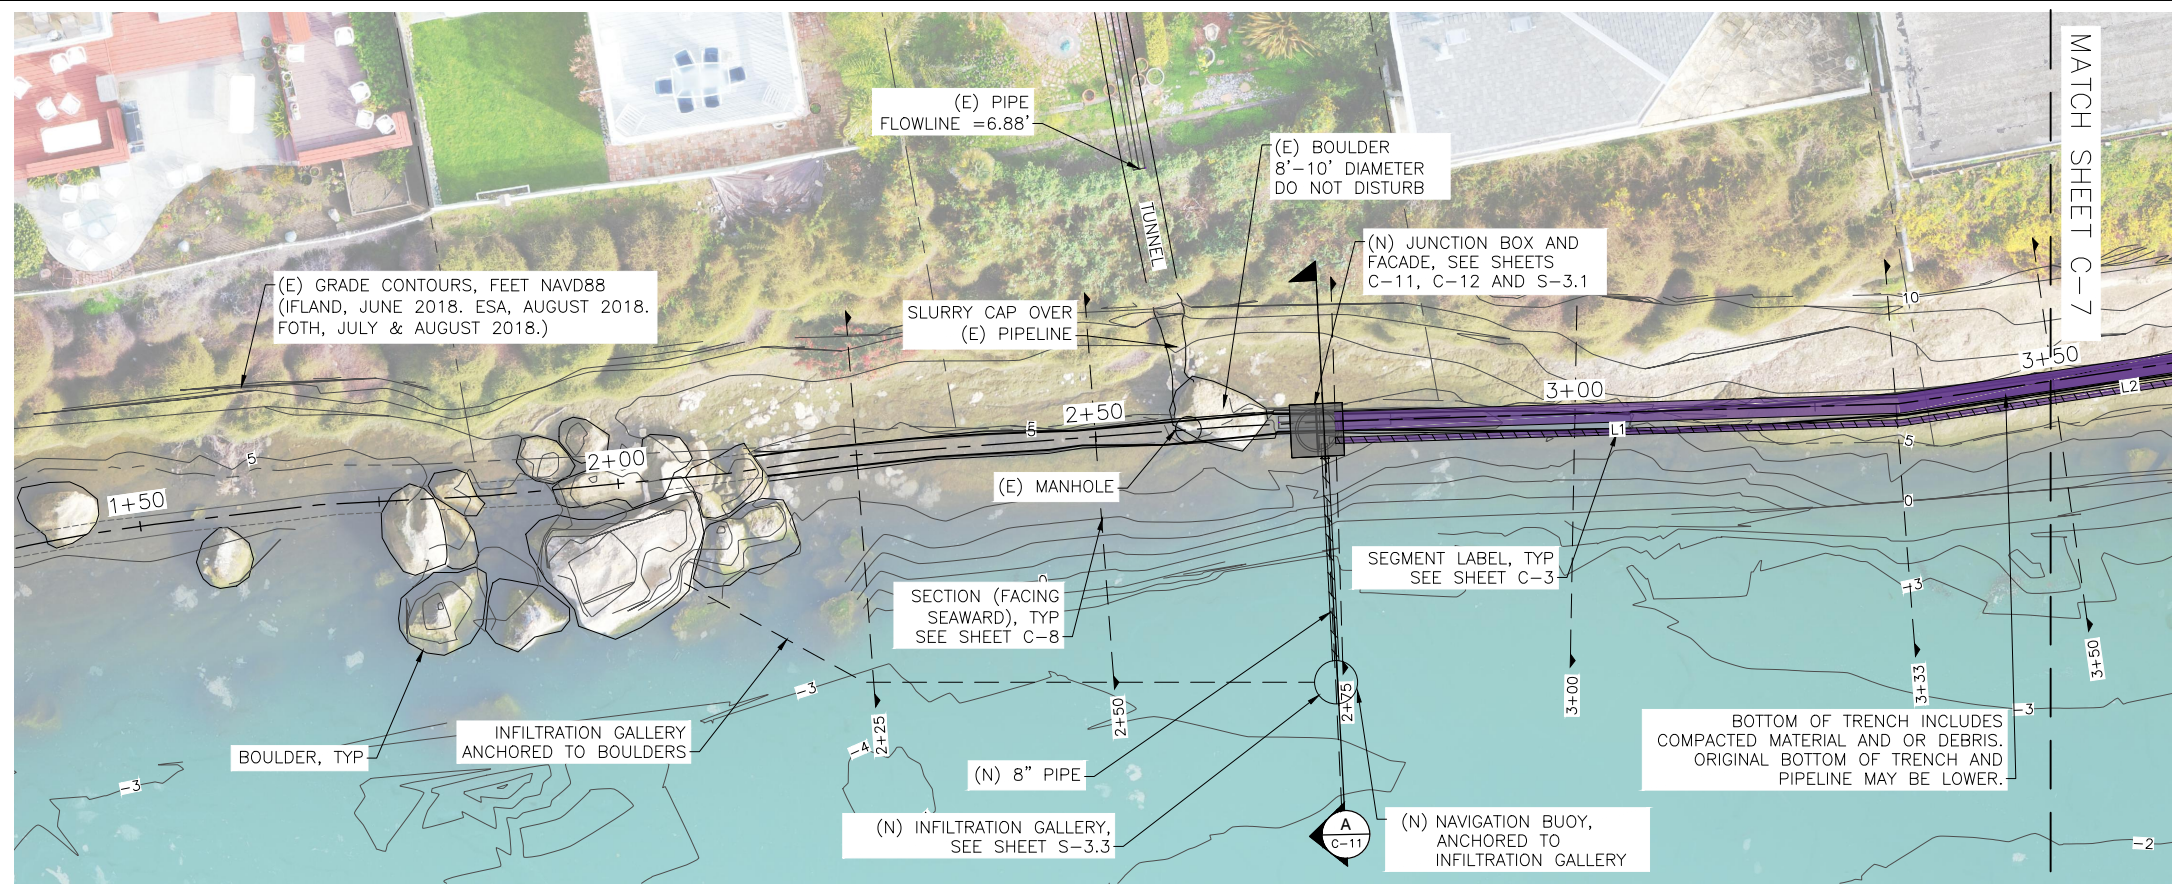 (E) PIPE
FLOWLINE =6.88'
(E) BOULDER
8'-10' DIAMETER
DO NOT DISTURB
TUNNEL
(N) JUNCTION BOX AND
FACADE, SEE SHEETS
C-11, C-12 AND S-3.1
MATCH SHEET C-7
(E) GRADE CONTOURS, FEET NAVD88
(IFLAND, JUNE 2018. ESA, AUGUST 2018.
FOTH, JULY & AUGUST 2018.)
SLURRY CAP OVER
(E) PIPELINE
10
3+50
3+00
L2
2+50
5
L1
5
2+00
5
1+50
(E) MANHOLE
0
SEGMENT LABEL, TYP
SEE SHEET C-3
SECTION (FACING
SEAWARD), TYP
SEE SHEET C-8
-3
-3
2+25
2+50
2+75
3+00
3+33
3+50
-3
-4
INFILTRATION GALLERY
ANCHORED TO BOULDERS
BOULDER, TYP
-3
(N) 8" PIPE
BOTTOM OF TRENCH INCLUDES
COMPACTED MATERIAL AND OR DEBRIS.
ORIGINAL BOTTOM OF TRENCH AND
PIPELINE MAY BE LOWER.
(N) INFILTRATION GALLERY,
SEE SHEET S-3.3
A
C-11
(N) NAVIGATION BUOY,
ANCHORED TO
INFILTRATION GALLERY
-2